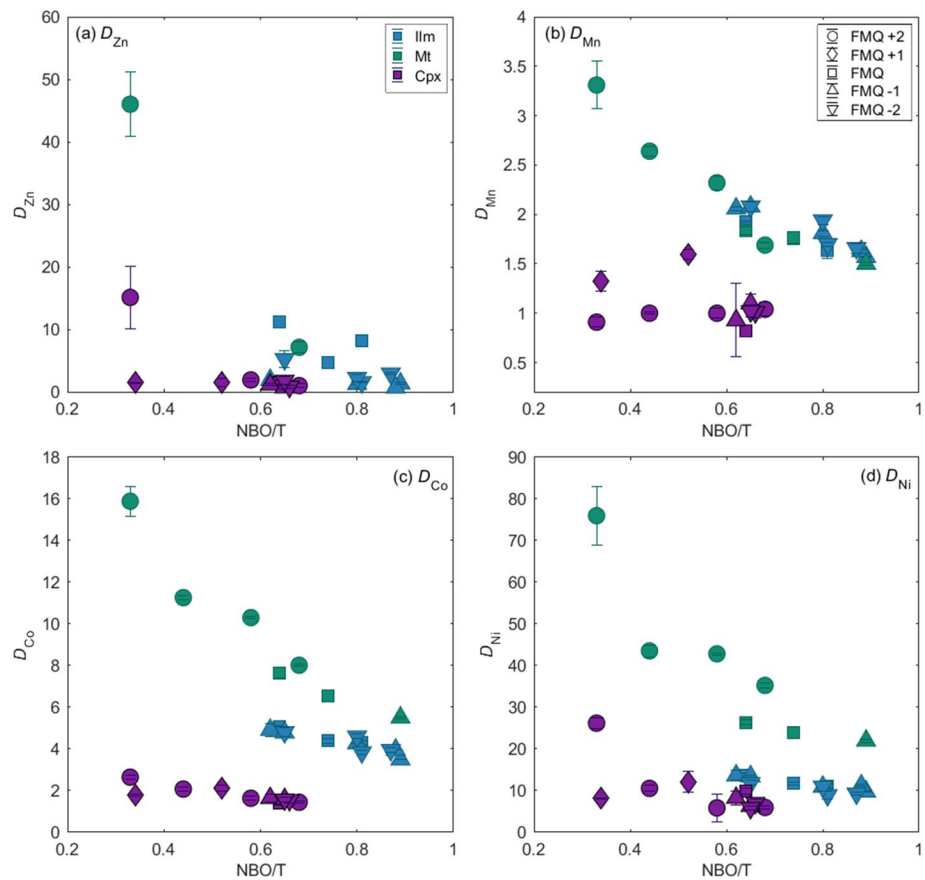 (a) DZn
Ilm
Mt
Cpx
60
50
40
30
20
10
0
DZn
0.2 0.4 0.6 0.8 1
NBO/T
(b) DMn
FMQ +2
FMQ +1
FMQ
FMQ -1
FMQ -2
4
3.5
3
2.5
2
1.5
1
0.5
DMn
0.2 0.4 0.6 0.8 1
NBO/T
(c) DCo
18
16
14
12
10
8
6
4
2
0
DCo
0.2 0.4 0.6 0.8 1
NBO/T
(d) DNi
90
80
70
60
50
40
30
20
10
0
DNi
0.2 0.4 0.6 0.8 1
NBO/T